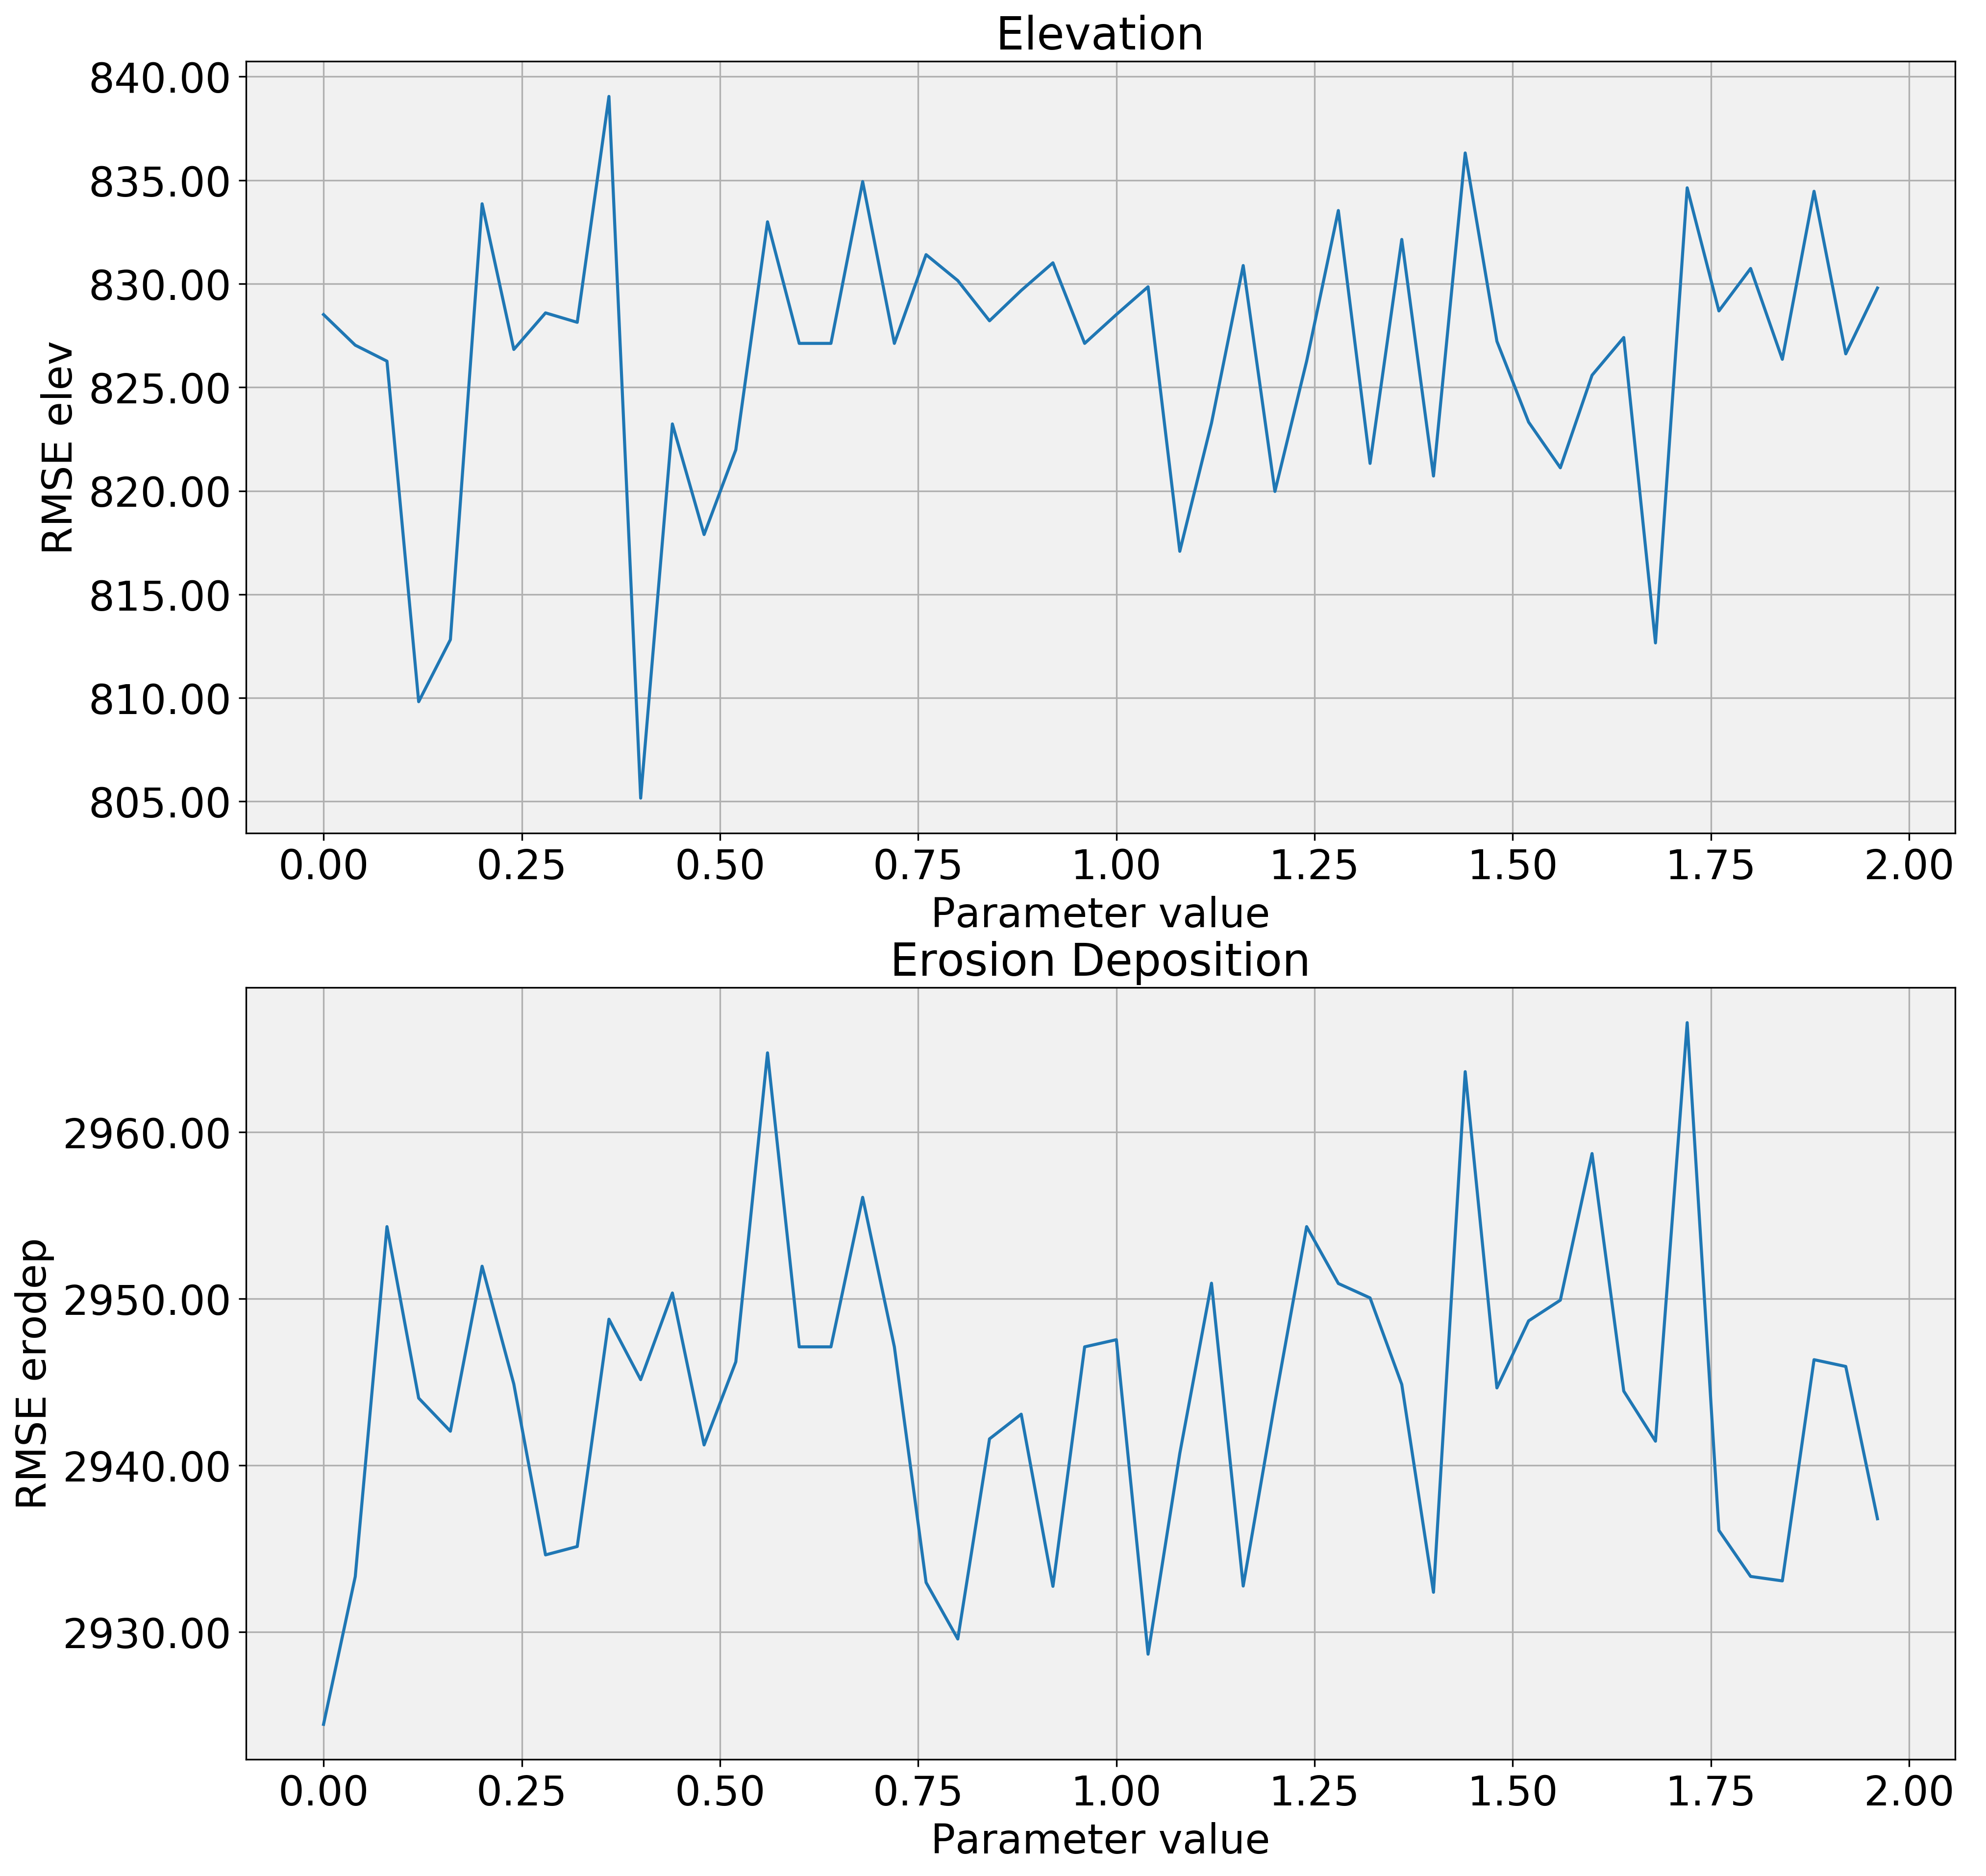 Elevation
840.00
835.00
830.00
825.00
820.00
815.00
810.00
805.00
RMSE elev
0.00 0.25 0.50 0.75 1.00 1.25 1.50 1.75 2.00
Parameter value
Erosion Deposition
2960.00
2950.00
2940.00
2930.00
RMSE erodep
0.00 0.25 0.50 0.75 1.00 1.25 1.50 1.75 2.00
Parameter value